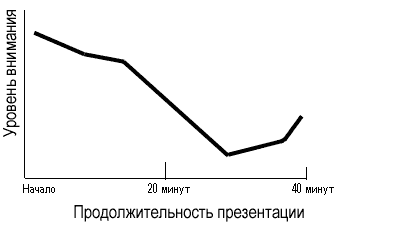 Уровень внимания
Начало
20 минут
40 минут
Продолжительность презентации